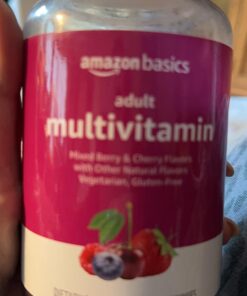 amazon basics
adult
multivitamin
Mixed Berry & Cherry Flavors
with Other Natural Flavors
Vegetarian, Gluten-Free